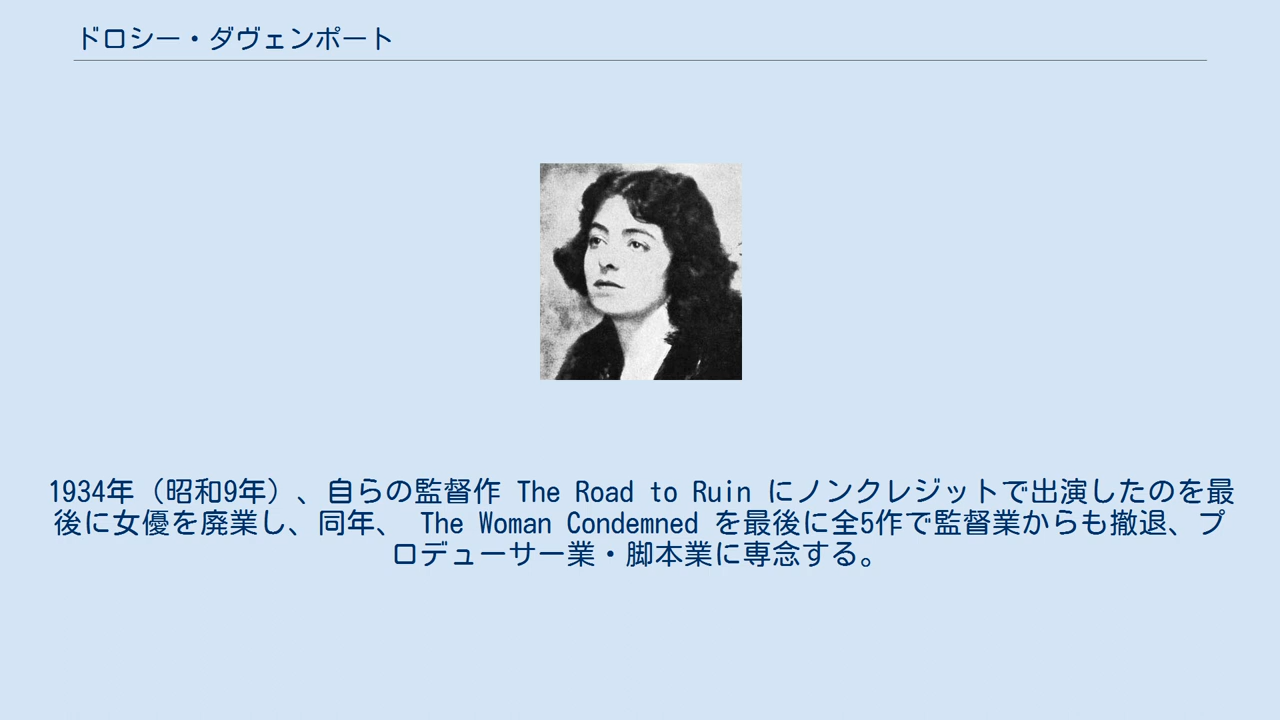 ドロシー・ダヴェンポート
1934年（昭和9年）、自らの監督作 The Road to Ruin にノンクレジットで出演したのを最
後に女優を廃業し、同年、 The Woman Condemned を最後に全5作で監督業からも撤退、プ
ロデューサー業・脚本業に専念する。